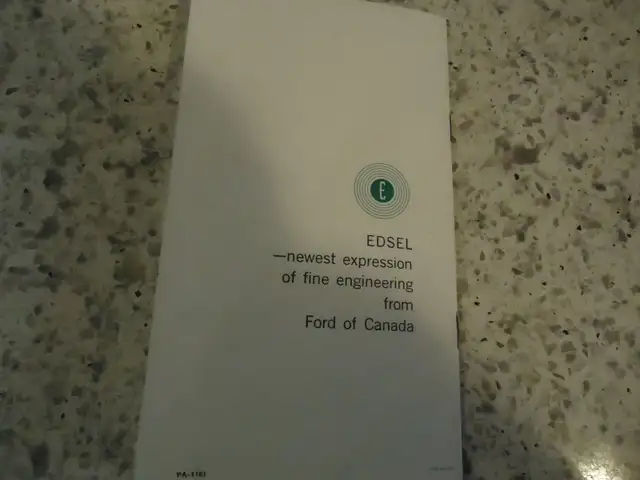 E
EDSEL
—newest expression
of fine engineering
from
Ford of Canada